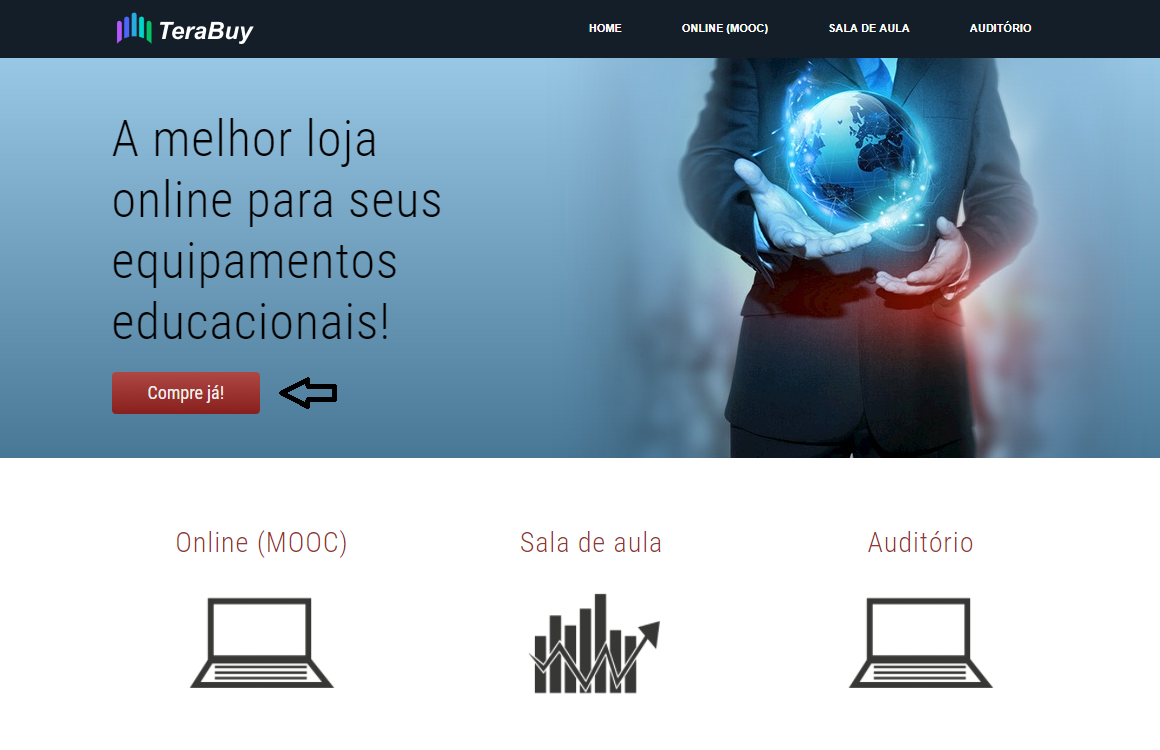 TeraBuy
HOME
ONLINE (MOOC)
SALA DE AULA
AUDITÓRIO
A melhor loja
online para seus
equipamentos
educacionais!
Compre já!
Online (MOOC)
Sala de aula
Auditório